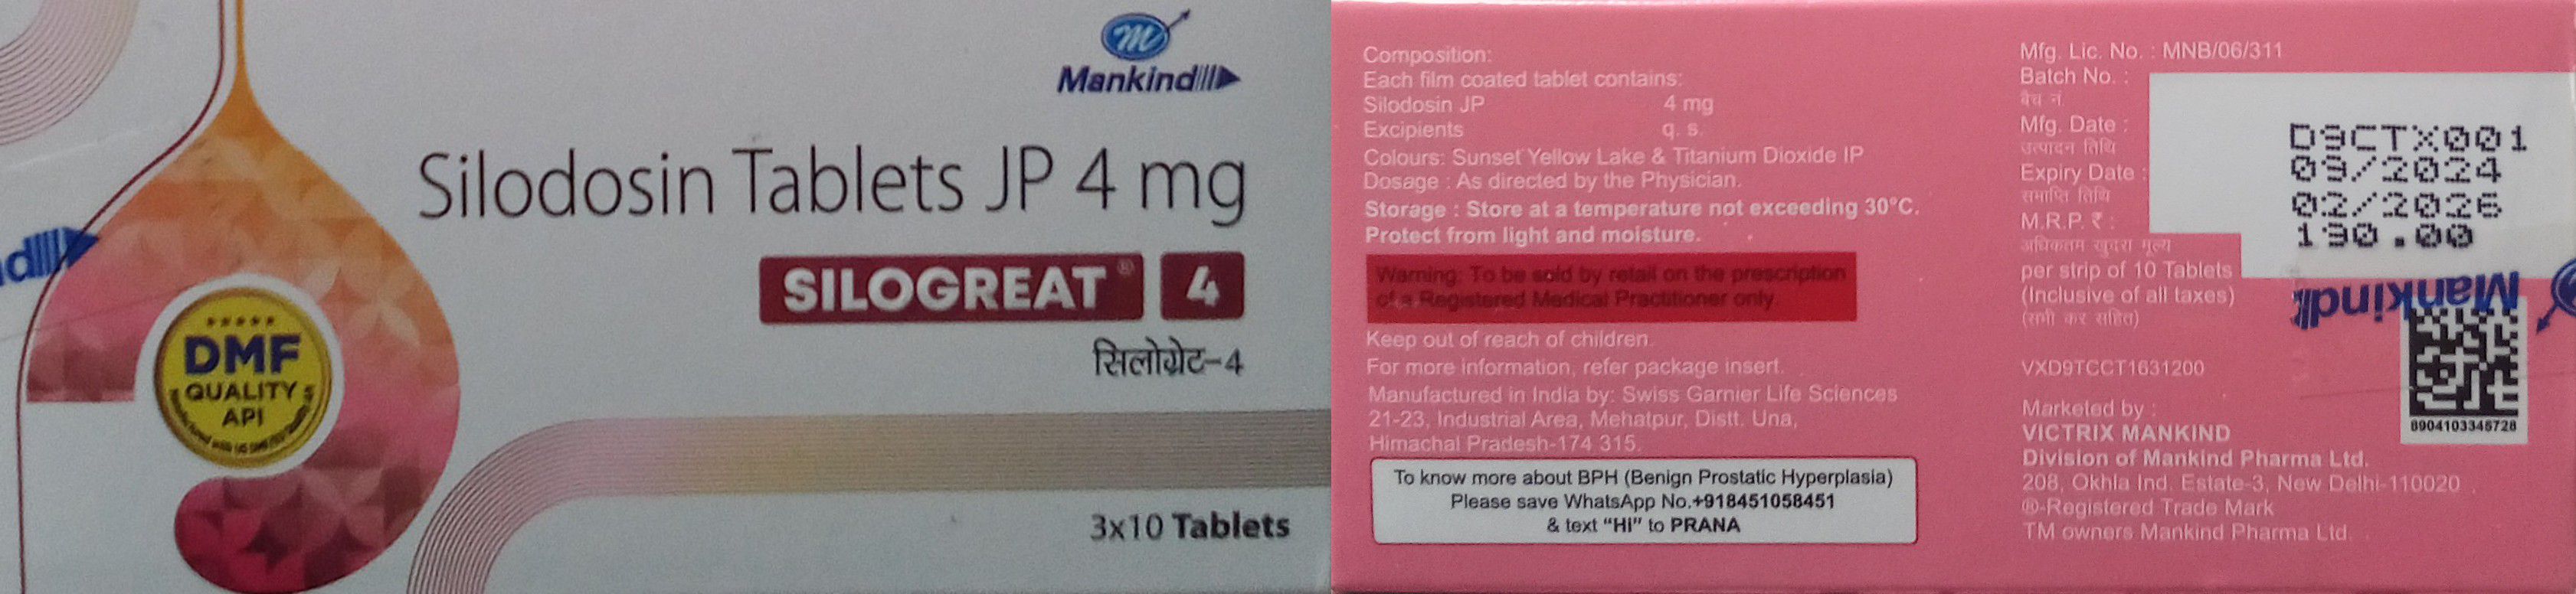 Mankind
Silodosin Tablets JP 4 mg
SILOGREAT® 4
सिलोग्रेट-4
DMF
QUALITY
API
3x10 Tablets
Composition:
Each film coated tablet contains:
Silodosin JP 4 mg
Excipients q. s.
Colours: Sunset Yellow Lake & Titanium Dioxide IP
Dosage : As directed by the Physician.
Storage : Store at a temperature not exceeding 30°C.
Protect from light and moisture.
Warning: To be sold by retail on the prescription
of a Registered Medical Practitioner only.
Keep out of reach of children.
For more information, refer package insert.
Manufactured in India by: Swiss Garnier Life Sciences
21-23, Industrial Area, Mehatpur, Distt. Una,
Himachal Pradesh-174 315.
To know more about BPH (Benign Prostatic Hyperplasia)
Please save WhatsApp No.+918451058451
& text “HI” to PRANA
Mfg. Lic. No. : MNB/06/311
Batch No. : D9CTX001
बैच नं.
Mfg. Date : 09/2024
उत्पादन तिथि
Expiry Date : 02/2026
समाप्ति तिथि
M.R.P. ₹ : 190.00
अधिकतम खुदरा मूल्य
per strip of 10 Tablets
(Inclusive of all taxes)
(सभी कर सहित)
Mankind
VXD9TCCT1631200
8904103345728
Marketed by :
VICTRIX MANKIND
Division of Mankind Pharma Ltd.
208, Okhla Ind. Estate-3, New Delhi-110020
®-Registered Trade Mark
TM owners Mankind Pharma Ltd.